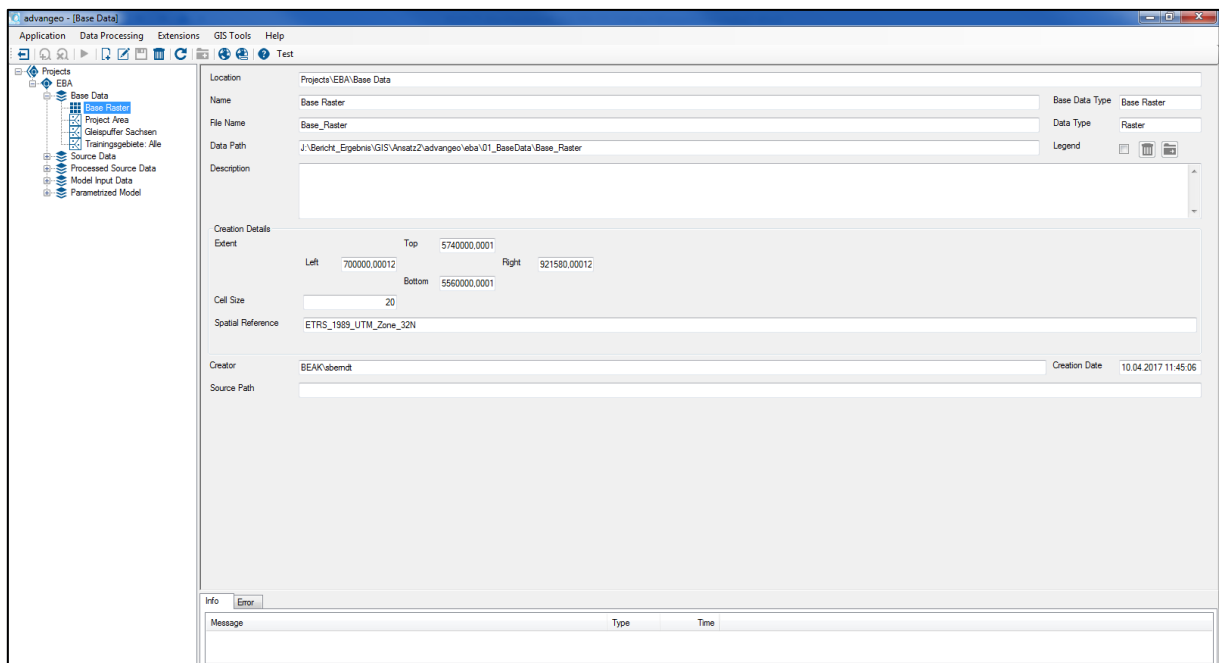 advangeo - [Base Data]
Application Data Processing Extensions GIS Tools Help
Test
Projects
EBA
Base Data
Base Raster
Project Area
Gleispuffer Sachsen
Trainingsgebiete: Alle
Source Data
Processed Source Data
Model Input Data
Parametrized Model
Location Projects\EBA\Base Data
Name Base Raster Base Data Type Base Raster
File Name Base_Raster Data Type Raster
Data Path J:\Bericht_Ergebnis\GIS\Ansatz2\advangeo\eba\01_BaseData\Base_Raster Legend
Description
Creation Details
Extent Top 5740000,0001
Left 700000,00012 Right 921580,00012
Bottom 5560000,0001
Cell Size 20
Spatial Reference ETRS_1989_UTM_Zone_32N
Creator BEAK\sberndt Creation Date 10.04.2017 11:45:06
Source Path
Info Error
Message Type Time